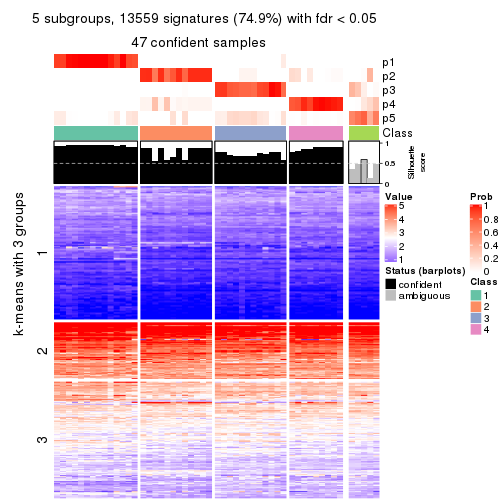 5 subgroups, 13559 signatures (74.9%) with fdr < 0.05
47 confident samples
p1
p2
p3
p4
p5
Class
1
0.5
0
Silhouette
score
k-means with 3 groups
1
2
3
Value
5
4
3
2
1
Status (barplots)
confident
ambiguous
Prob
1
0.8
0.6
0.4
0.2
0
Class
1
2
3
4